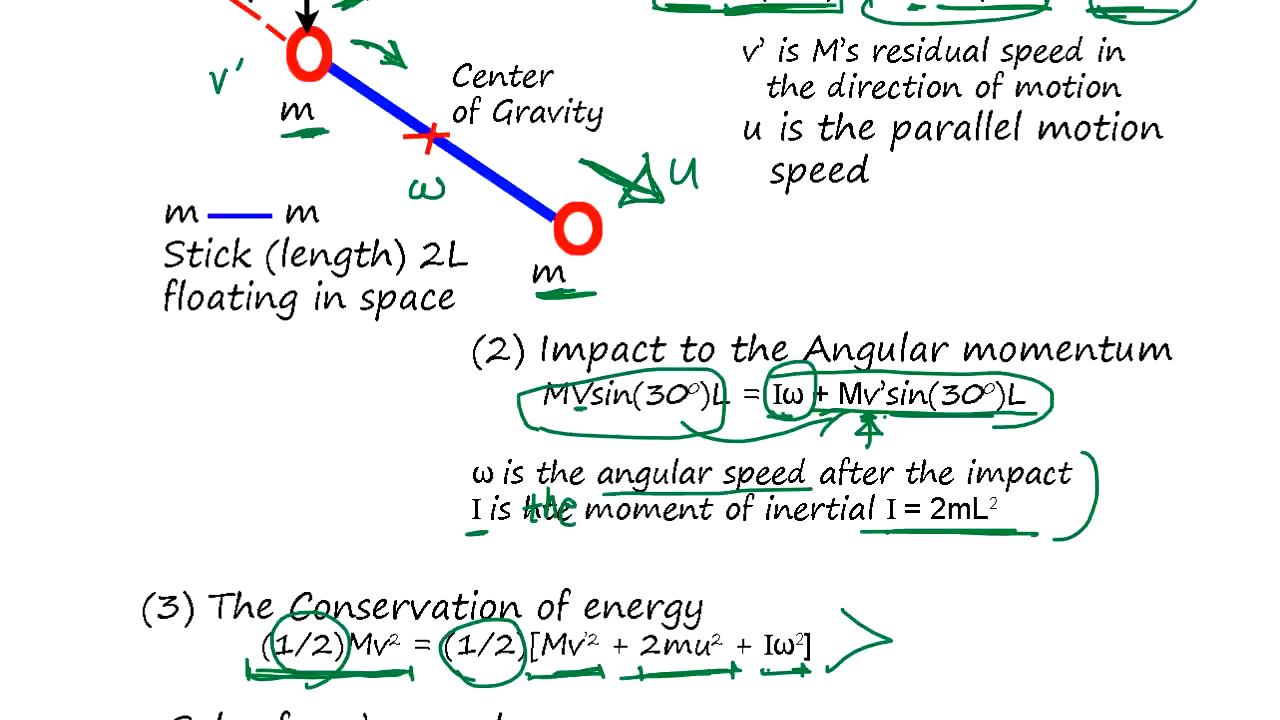 v' is M's residual speed in
the direction of motion
u is the parallel motion
speed
v'
m
Center
of Gravity
ω
u
m
m — m
Stick (length) 2L
floating in space
(2) Impact to the Angular momentum
MVsin(30°)L = Iω + Mv'sin(30°)L
ω is the angular speed after the impact
I is the moment of inertial I = 2mL²
(3) The Conservation of energy
(1/2)Mv² = (1/2)[Mv'² + 2mu² + Iω²]